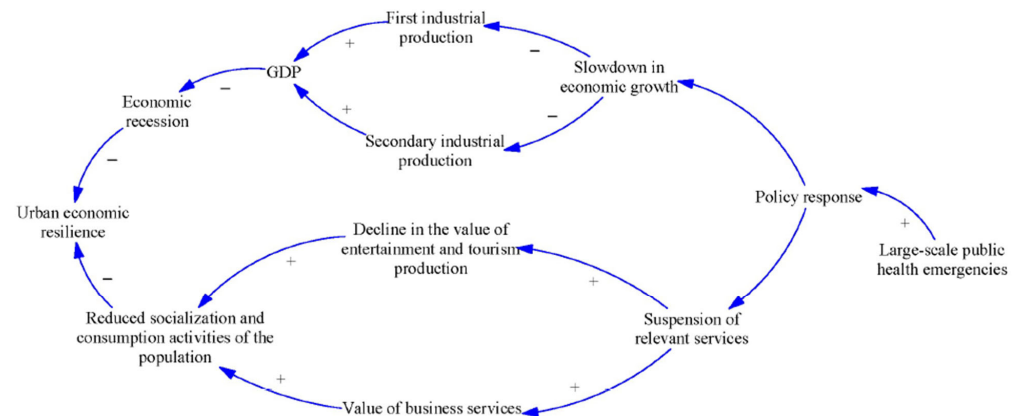 First industrial
production
+
−
GDP
Slowdown in
economic growth
−
Economic
recession
+
−
Secondary industrial
production
−
Policy response
Urban economic
resilience
+
Decline in the value of
entertainment and tourism
production
Large-scale public
health emergencies
+
−
+
Reduced socialization and
consumption activities of the
population
Suspension of
relevant services
+
+
Value of business services